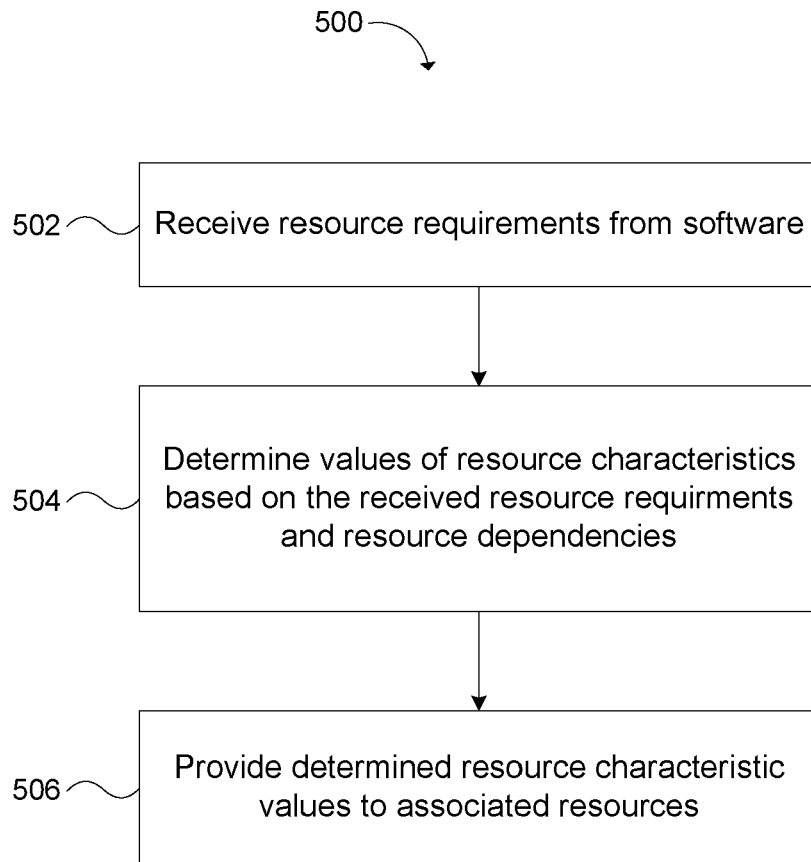 500
502
Receive resource requirements from software
504
Determine values of resource characteristics
based on the received resource requirments
and resource dependencies
506
Provide determined resource characteristic
values to associated resources